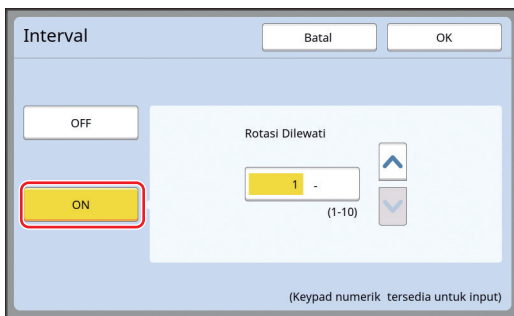 Interval
Batal
OK
OFF
Rotasi Dilewati
1 -
ON
(1-10)
(Keypad numerik tersedia untuk input)